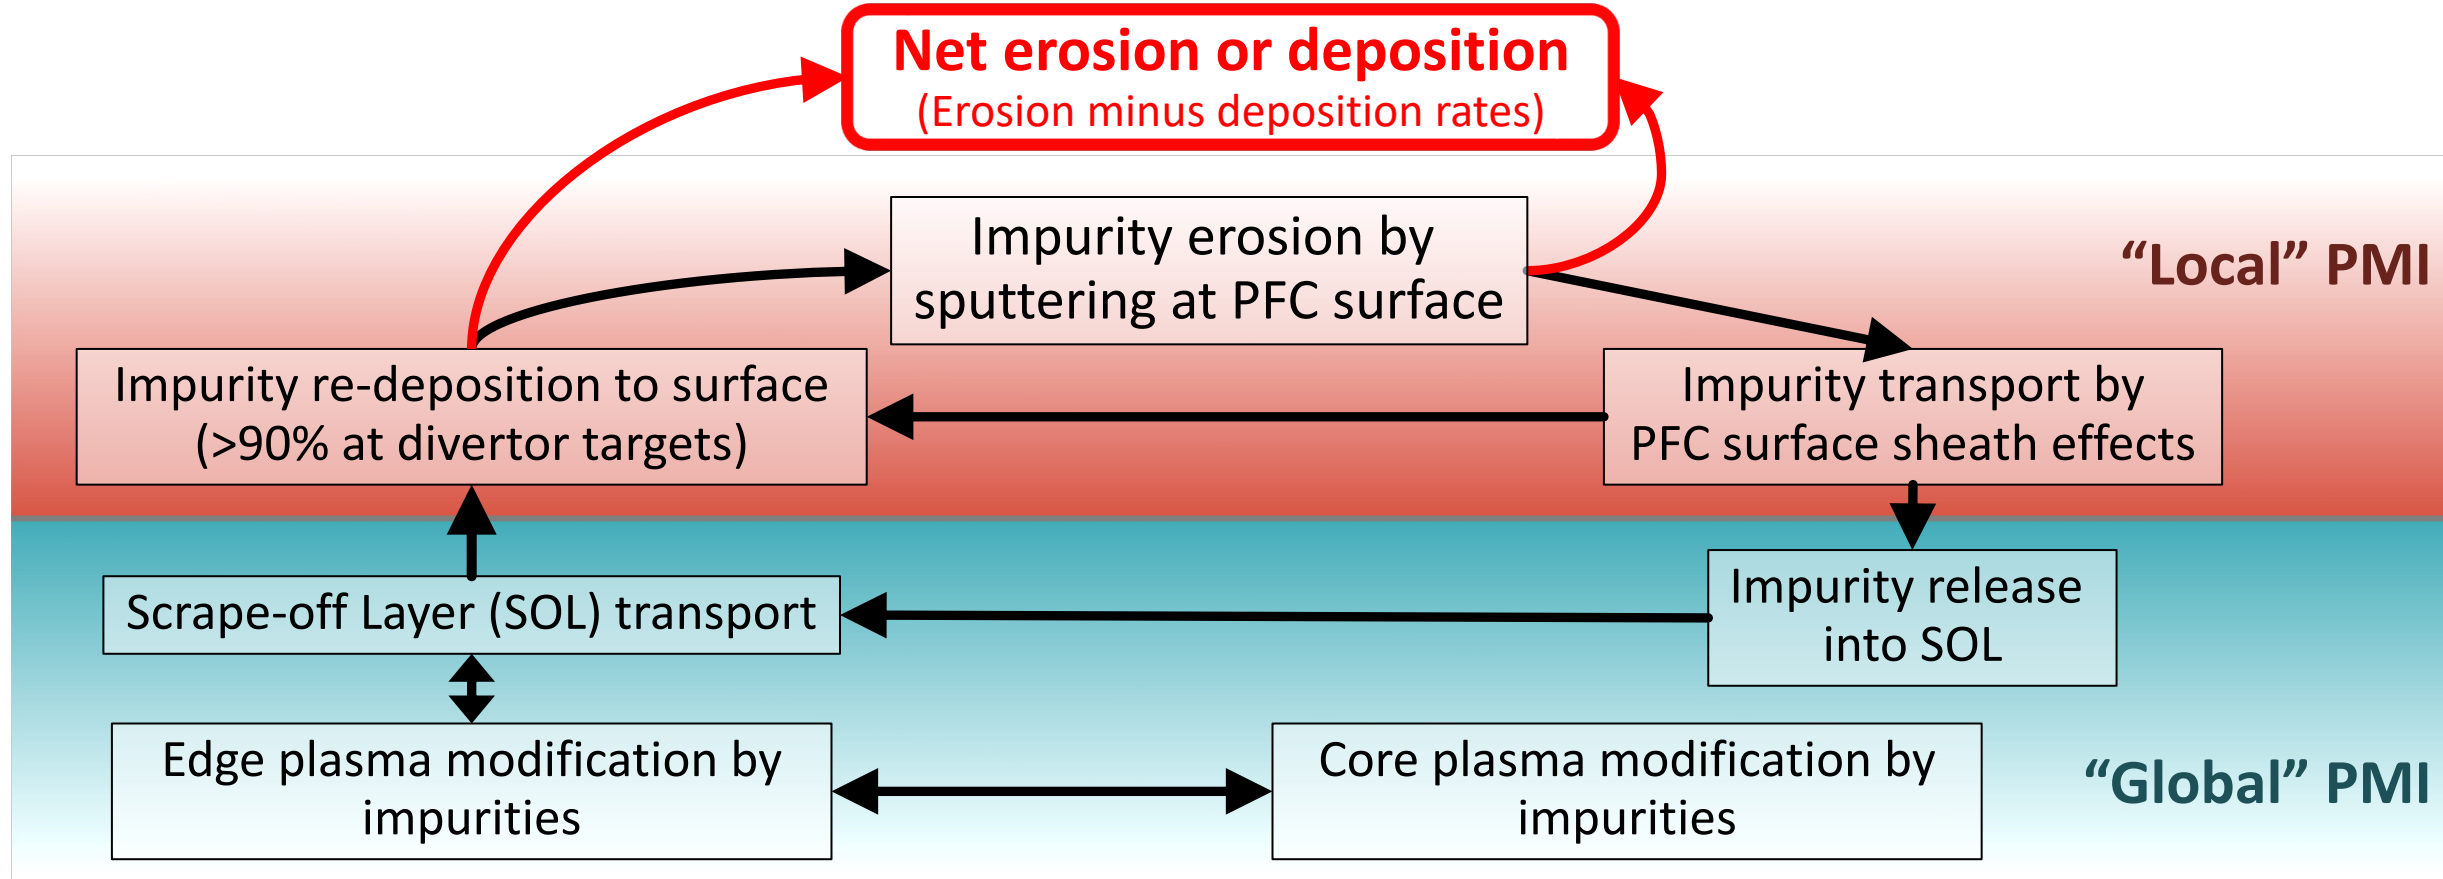 Net erosion or deposition
(Erosion minus deposition rates)
Impurity erosion by
sputtering at PFC surface
“Local” PMI
Impurity re-deposition to surface
(>90% at divertor targets)
Impurity transport by
PFC surface sheath effects
Scrape-off Layer (SOL) transport
Impurity release
into SOL
Edge plasma modification by
impurities
Core plasma modification by
impurities
“Global” PMI